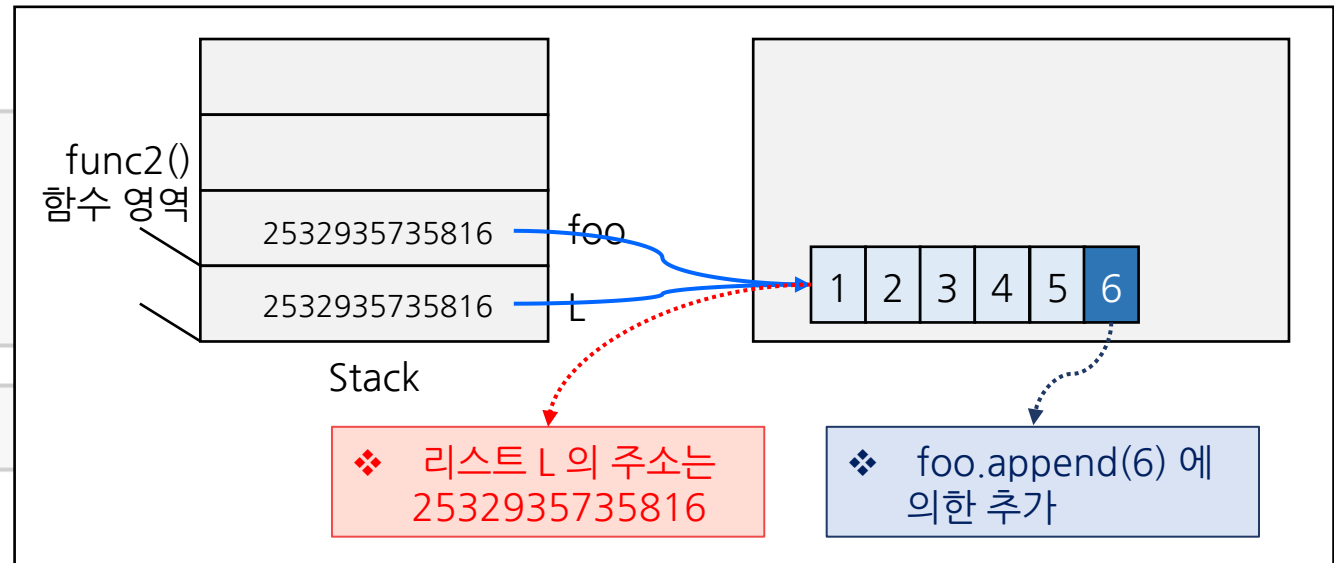 func2()
함수 영역
2532935735816
foo
2532935735816
L
1 2 3 4 5 6
Stack
❖ 리스트 L 의 주소는
2532935735816
❖ foo.append(6) 에
의한 추가